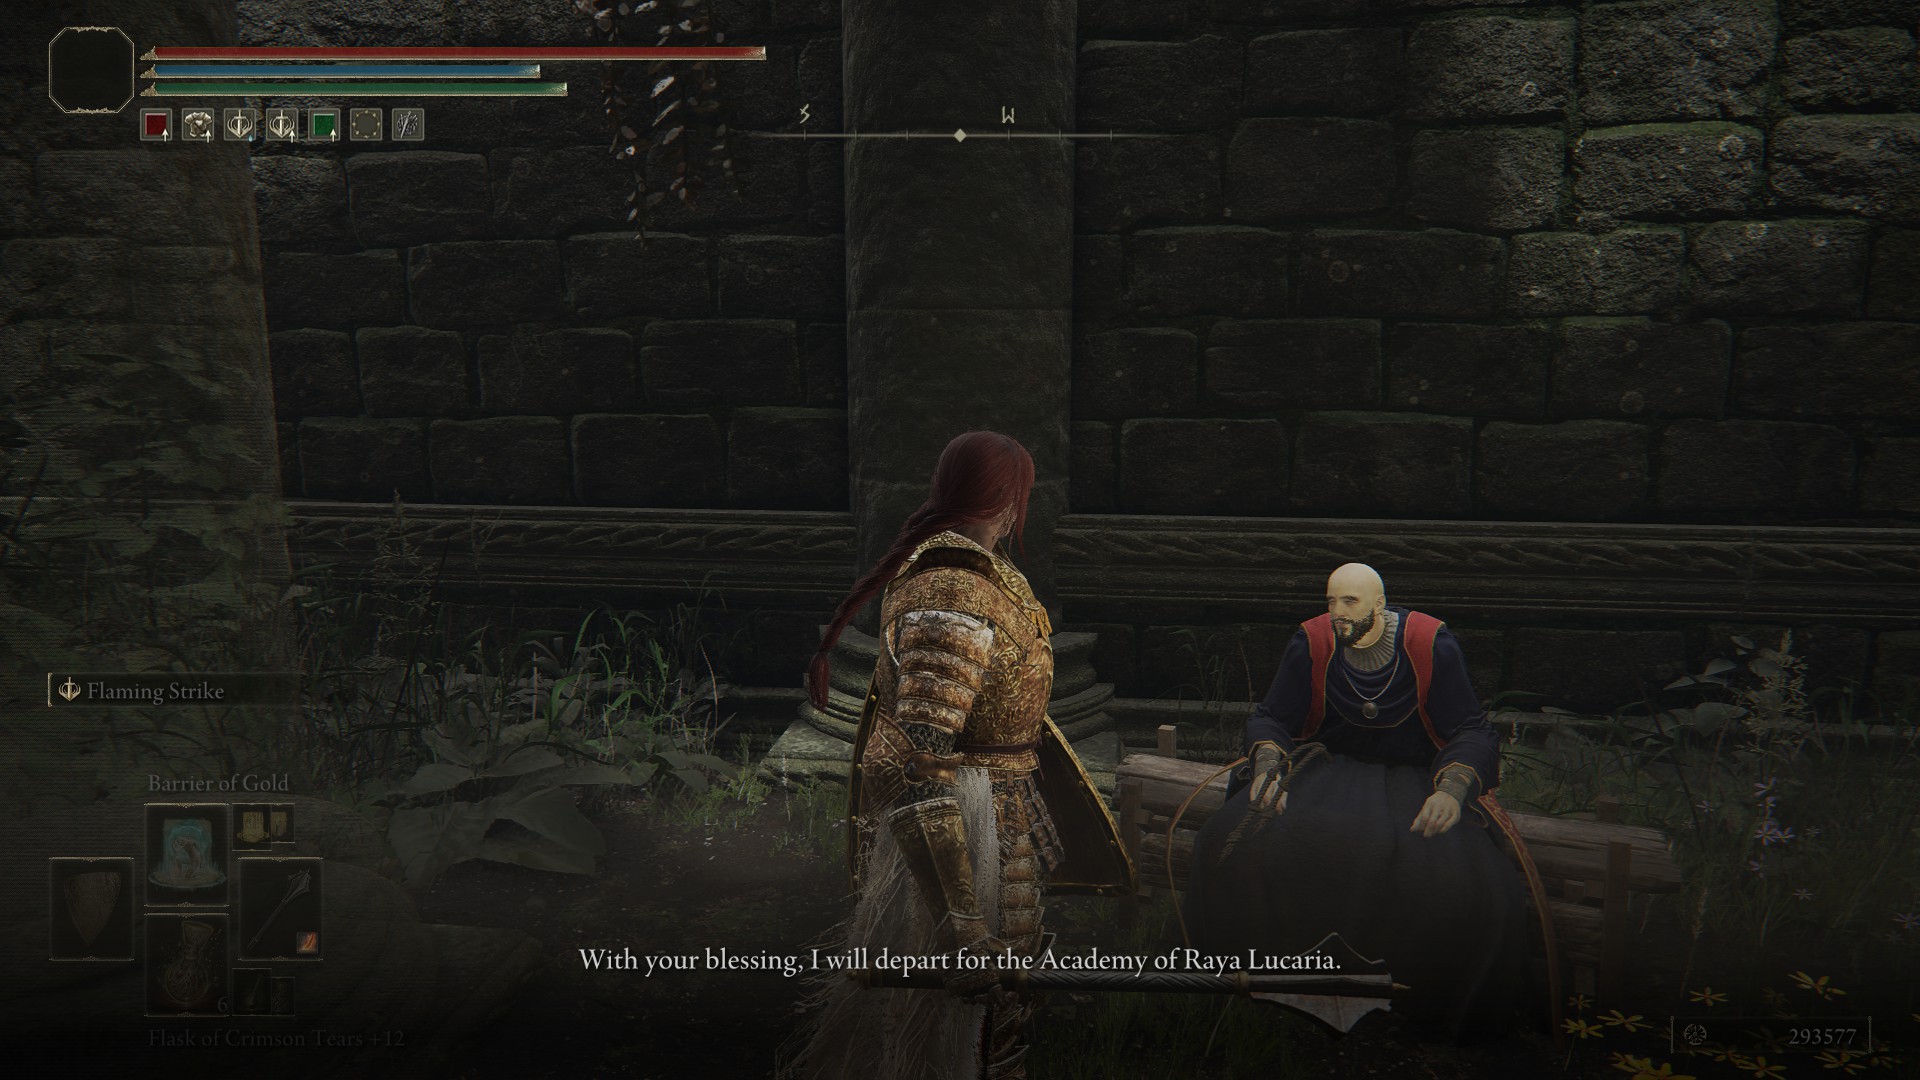 S
W
Flaming Strike
Barrier of Gold
6
With your blessing, I will depart for the Academy of Raya Lucaria.
Flask of Crimson Tears +12
293577